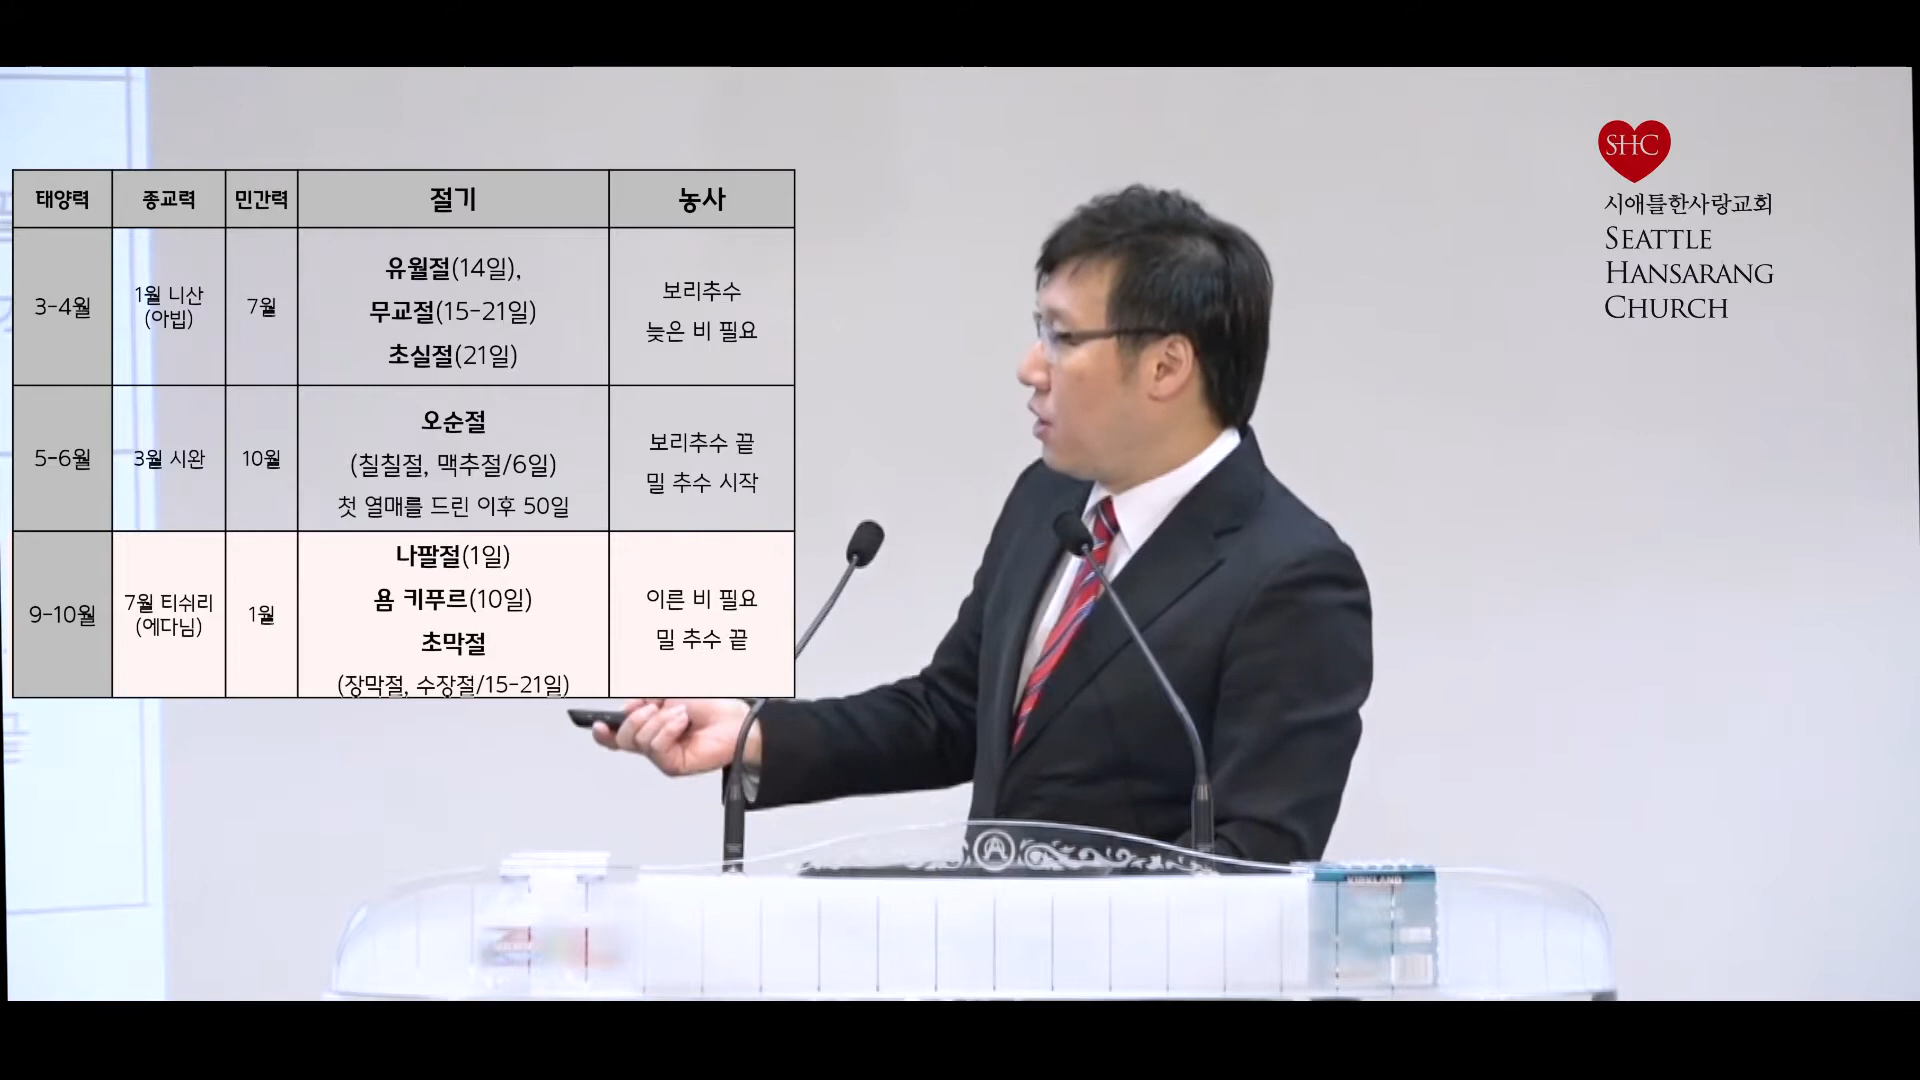 태양력 종교력 민간력 절기 농사
3-4월
1월 니산
(아빕)
7월
유월절(14일),
무교절(15-21일)
초실절(21일)
보리추수
늦은 비 필요
5-6월
3월 시완
10월
오순절
(칠칠절, 맥추절/6일)
첫 열매를 드린 이후 50일
보리추수 끝
밀 추수 시작
9-10월
7월 티쉬리
(에다님)
1월
나팔절(1일)
욤 키푸르(10일)
초막절
(장막절, 수장절/15-21일)
이른 비 필요
밀 추수 끝
SHC
시애틀한사랑교회
SEATTLE
HANSARANG
CHURCH
KIRKLAND